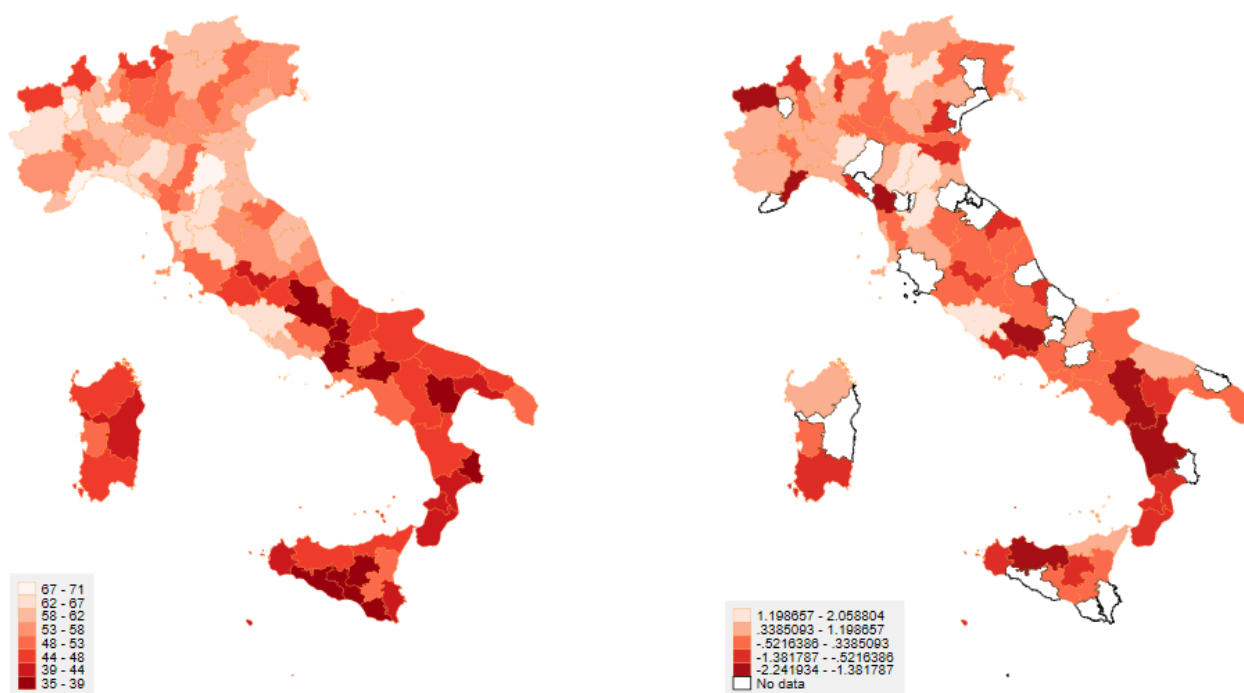 67 - 71
62 - 67
58 - 62
53 - 58
48 - 53
44 - 48
39 - 44
35 - 39
1.198657 - 2.058804
.3385093 - 1.198657
-.5216386 - .3385093
-1.381787 - -.5216386
-2.241934 - -1.381787
No data